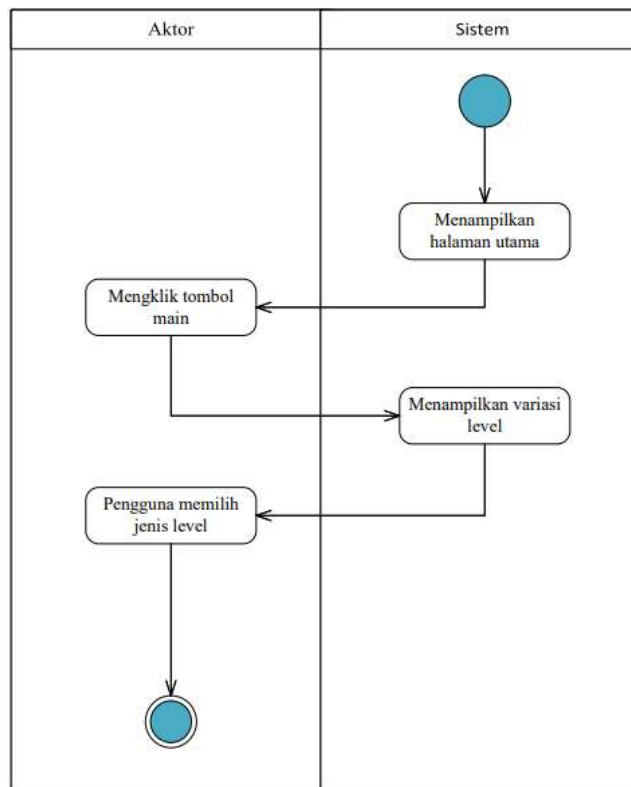 Aktor
Sistem
Menampilkan
halaman utama
Mengklik tombol
main
Menampilkan variasi
level
Pengguna memilih
jenis level